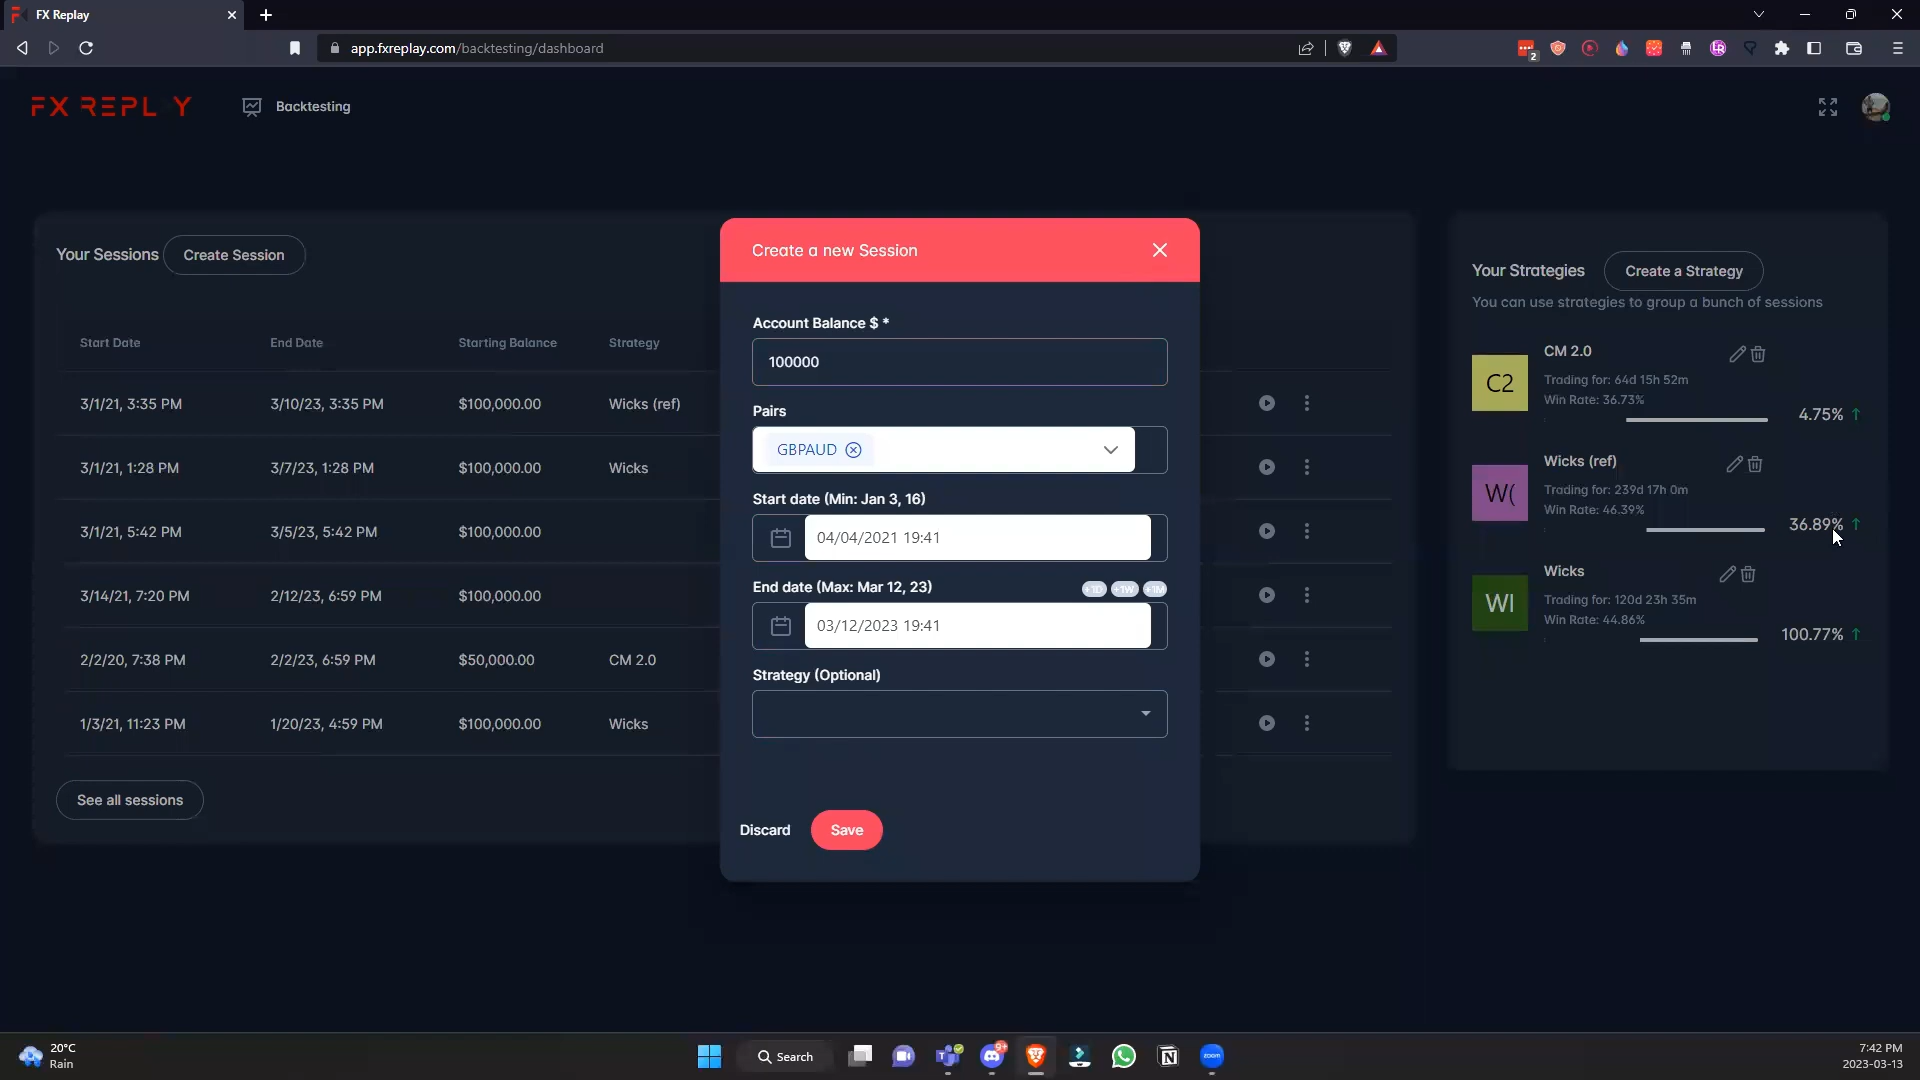 FX Replay
app.fxreplay.com/backtesting/dashboard
2
FX REPL Y
Backtesting
Your Sessions
Create Session
Start Date
End Date
Starting Balance
Strategy
3/1/21, 3:35 PM
3/10/23, 3:35 PM
$100,000.00
Wicks (ref)
3/1/21, 1:28 PM
3/7/23, 1:28 PM
$100,000.00
Wicks
3/1/21, 5:42 PM
3/5/23, 5:42 PM
$100,000.00
3/14/21, 7:20 PM
2/12/23, 6:59 PM
$100,000.00
2/2/20, 7:38 PM
2/2/23, 6:59 PM
$50,000.00
CM 2.0
1/3/21, 11:23 PM
1/20/23, 4:59 PM
$100,000.00
Wicks
See all sessions
Create a new Session
Account Balance $ *
100000
Pairs
GBPAUD
Start date (Min: Jan 3, 16)
04/04/2021 19:41
End date (Max: Mar 12, 23)
+1D
+1W
+1M
03/12/2023 19:41
Strategy (Optional)
Discard
Save
Your Strategies
Create a Strategy
You can use strategies to group a bunch of sessions
C2
CM 2.0
Trading for: 64d 15h 52m
Win Rate: 36.73%
4.75%
W(
Wicks (ref)
Trading for: 239d 17h 0m
Win Rate: 46.39%
36.89%
WI
Wicks
Trading for: 120d 23h 35m
Win Rate: 44.86%
100.77%
20°C
Rain
Search
9+
zoom
7:42 PM
2023-03-13